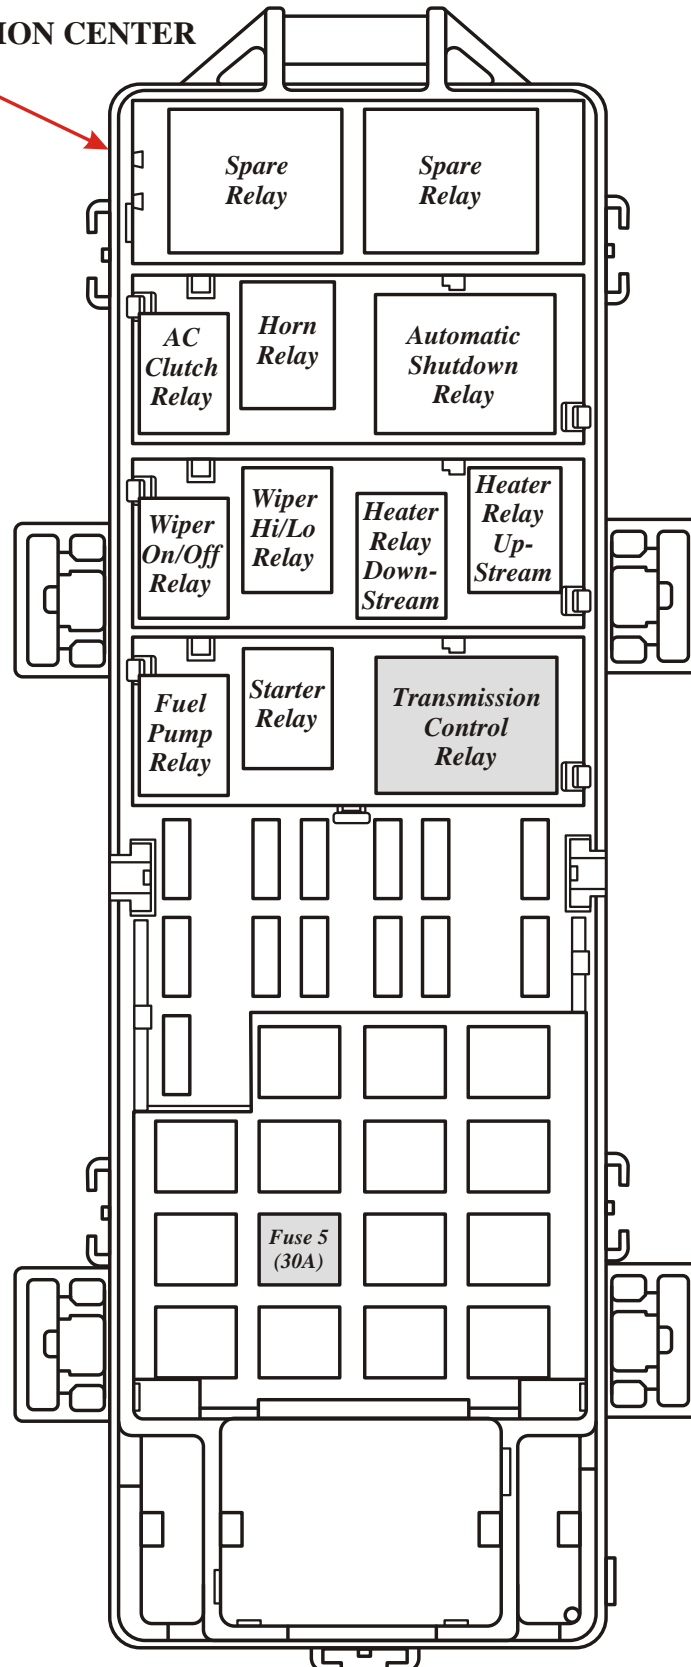 ION CENTER
Spare
Relay
Spare
Relay
AC
Clutch
Relay
Horn
Relay
Automatic
Shutdown
Relay
Wiper
On/Off
Relay
Wiper
Hi/Lo
Relay
Heater
Relay
Down-
Stream
Heater
Relay
Up-
Stream
Fuel
Pump
Relay
Starter
Relay
Transmission
Control
Relay
Fuse 5
(30A)